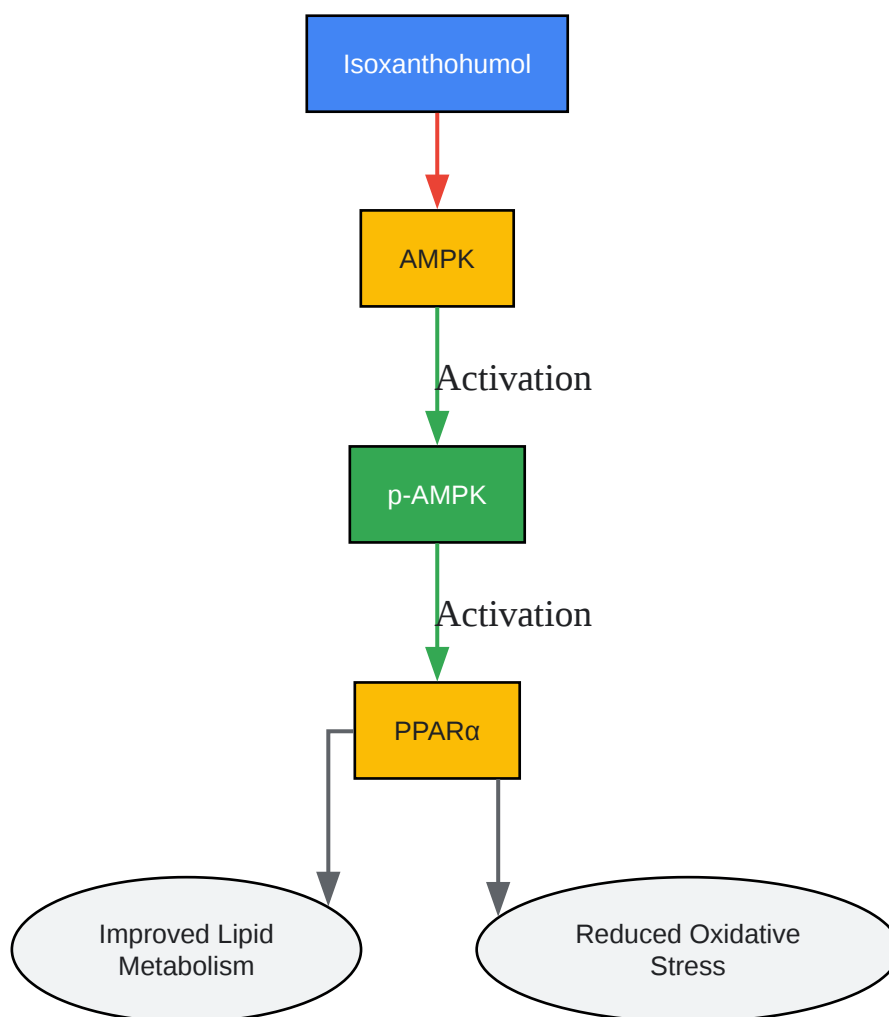 Isoxanthohumol
AMPK
Activation
p-AMPK
Activation
PPARα
Improved Lipid
Metabolism
Reduced Oxidative
Stress